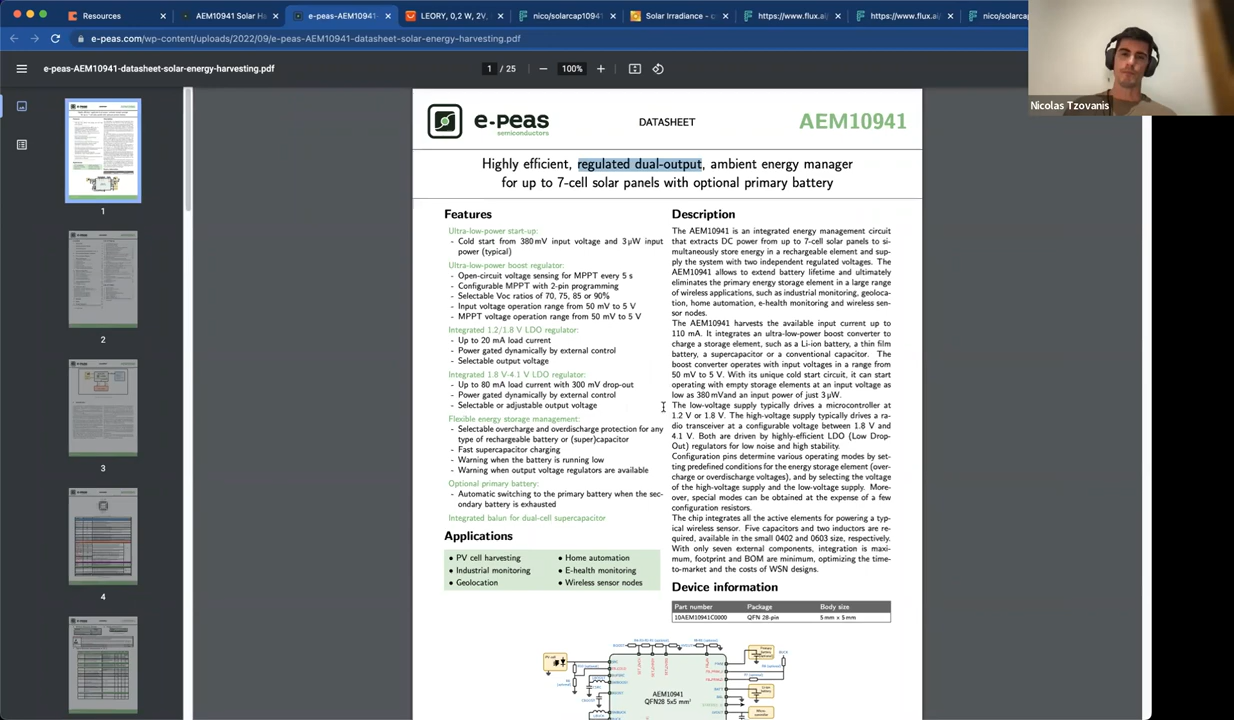 Resources
AEM10941 Solar Ha
e-peas-AEM10941-
LEORY, 0,2 W, 2V,
nico/solarcap1094
Solar Irradiance -
https://www.flux.ai
https://www.flux.ai
nico/solarcap
e-peas.com/wp-content/uploads/2022/09/e-peas-AEM10941-datasheet-solar-energy-harvesting.pdf
e-peas-AEM10941-datasheet-solar-energy-harvesting.pdf
1 / 25
100%
Nicolas Tzovanis
1
2
3
4
e-peas
semiconductors
DATASHEET
AEM10941
Highly efficient, regulated dual-output, ambient energy manager
for up to 7-cell solar panels with optional primary battery
Features
Ultra-low-power start-up:
- Cold start from 380 mV input voltage and 3 µW input
power (typical)
Ultra-low-power boost regulator:
- Open-circuit voltage sensing for MPPT every 5 s
- Configurable MPPT with 2-pin programming
- Selectable Voc ratios of 70, 75, 85 or 90%
- Input voltage operation range from 50 mV to 5 V
- MPPT voltage operation range from 50 mV to 5 V
Integrated 1.2/1.8 V LDO regulator:
- Up to 20 mA load current
- Power gated dynamically by external control
- Selectable output voltage
Integrated 1.8 V-4.1 V LDO regulator:
- Up to 80 mA load current with 300 mV drop-out
- Power gated dynamically by external control
- Selectable or adjustable output voltage
Flexible energy storage management:
- Selectable overcharge and overdischarge protection for any
type of rechargeable battery or (super)capacitor
- Fast supercapacitor charging
- Warning when the battery is running low
- Warning when output voltage regulators are available
Optional primary battery:
- Automatic switching to the primary battery when the sec-
ondary battery is exhausted
Integrated balun for dual-cell supercapacitor
Applications
• PV cell harvesting
• Industrial monitoring
• Geolocation
• Home automation
• E-health monitoring
• Wireless sensor nodes
Description
The AEM10941 is an integrated energy management circuit
that extracts DC power from up to 7-cell solar panels to si-
multaneously store energy in a rechargeable element and sup-
ply the system with two independent regulated voltages. The
AEM10941 allows to extend battery lifetime and ultimately
eliminates the primary energy storage element in a large range
of wireless applications, such as industrial monitoring, geoloca-
tion, home automation, e-health monitoring and wireless sen-
sor nodes.
The AEM10941 harvests the available input current up to
110 mA. It integrates an ultra-low-power boost converter to
charge a storage element, such as a Li-ion battery, a thin film
battery, a supercapacitor or a conventional capacitor. The
boost converter operates with input voltages in a range from
50 mV to 5 V. With its unique cold start circuit, it can start
operating with empty storage elements at an input voltage as
low as 380 mVand an input power of just 3 µW.
The low-voltage supply typically drives a microcontroller at
1.2 V or 1.8 V. The high-voltage supply typically drives a ra-
dio transceiver at a configurable voltage between 1.8 V and
4.1 V. Both are driven by highly-efficient LDO (Low Drop-
Out) regulators for low noise and high stability.
Configuration pins determine various operating modes by set-
ting predefined conditions for the energy storage element (over-
charge or overdischarge voltages), and by selecting the voltage
of the high-voltage supply and the low-voltage supply. More-
over, special modes can be obtained at the expense of a few
configuration resistors.
The chip integrates all the active elements for powering a typ-
ical wireless sensor. Five capacitors and two inductors are re-
quired, available in the small 0402 and 0603 size, respectively.
With only seven external components, integration is maxi-
mum, footprint and BOM are minimum, optimizing the time-
to-market and the costs of WSN designs.
Device information
Part number Package Body size
10AEM10941C0000 QFN 28-pin 5 mm × 5 mm
AEM10941
QFN28 5x5 mm²